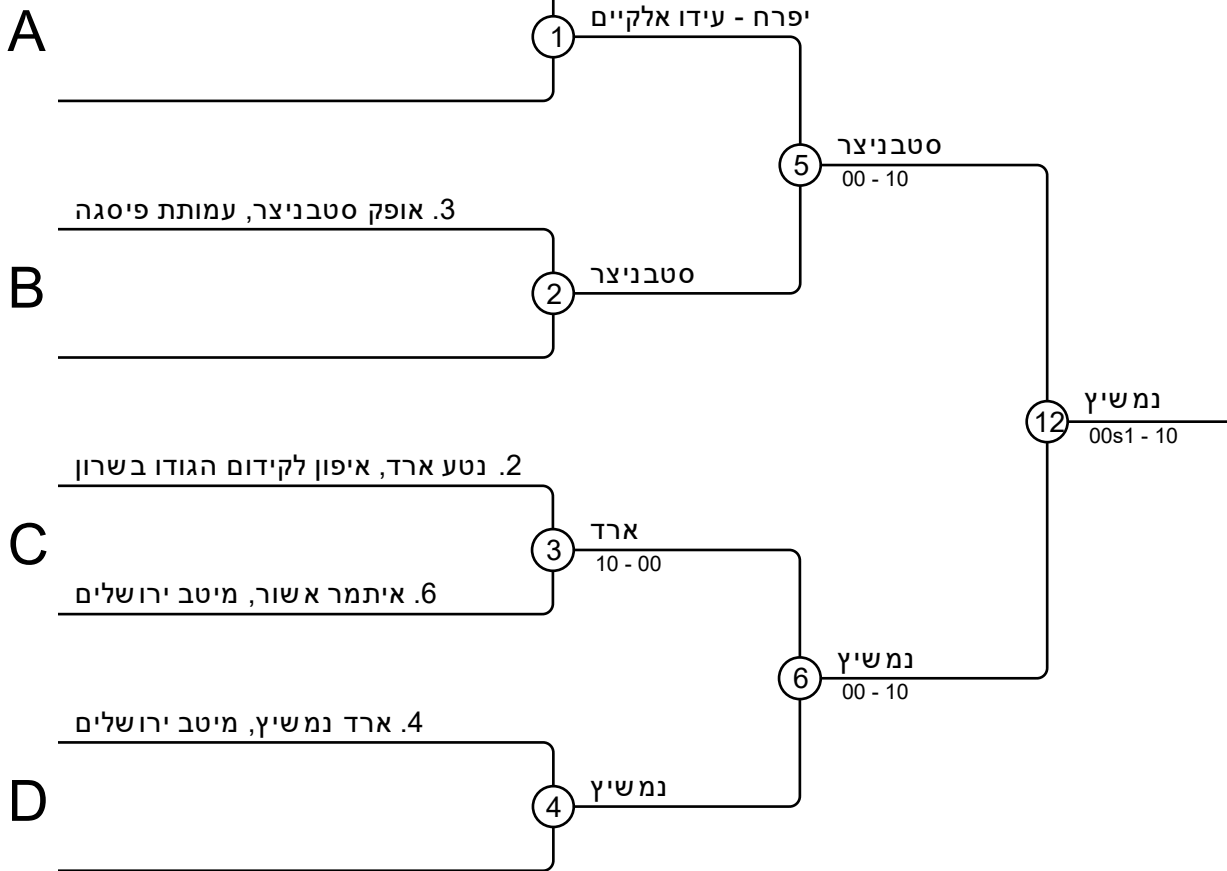 A
יפרח - עידו אלקיים
1
סטבניצר
5
00 - 10
3. אופק סטבניצר, עמותת פיסגה
B
סטבניצר
2
נמשיץ
12
00s1 - 10
2. נטע ארד, איפון לקידום הגודו בשרון
C
ארד
3
10 - 00
6. איתמר אשור, מיטב ירושלים
נמשיץ
6
00 - 10
4. ארד נמשיץ, מיטב ירושלים
D
נמשיץ
4